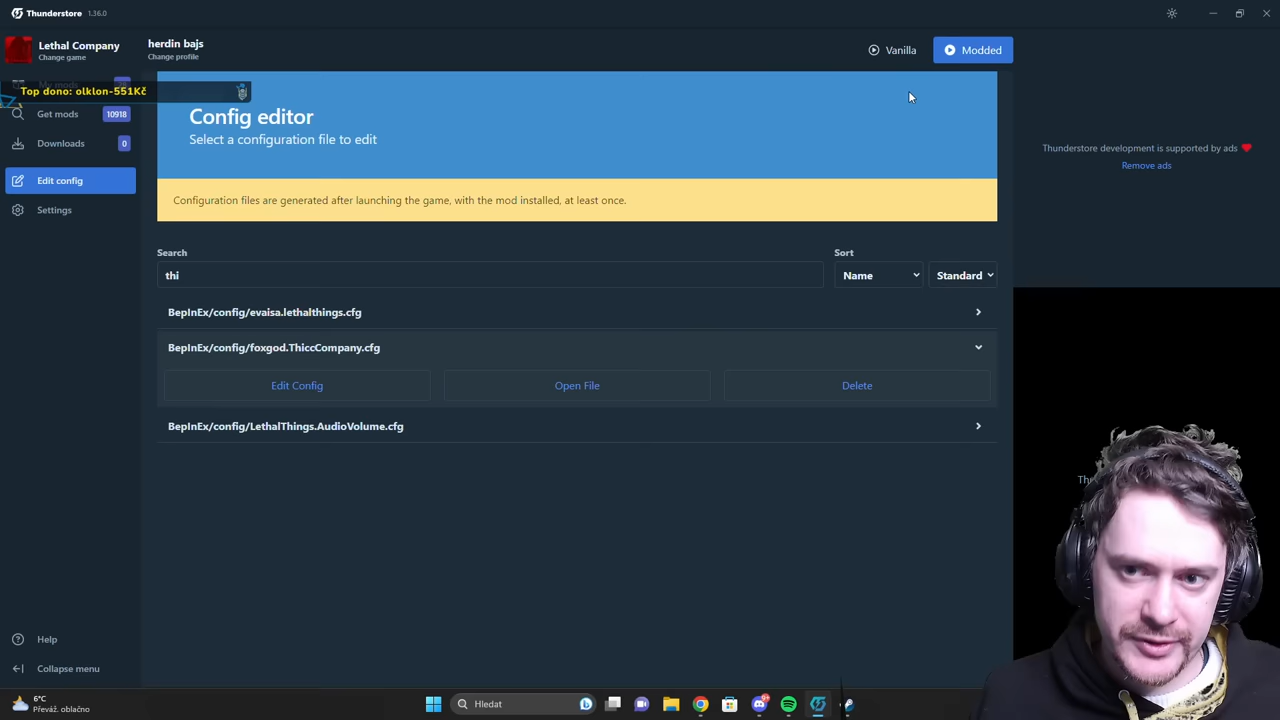 Thunderstore 1.36.0
Lethal Company
Change game
herdin bajs
Change profile
Vanilla
Modded
Top dono: olklon-551Kč
Get mods 10918
Downloads 0
Edit config
Settings
Config editor
Select a configuration file to edit
Configuration files are generated after launching the game, with the mod installed, at least once.
Search
thi
Sort
Name
Standard
BepInEx/config/evaisa.lethalthings.cfg
BepInEx/config/foxgod.ThiccCompany.cfg
Edit Config
Open File
Delete
BepInEx/config/LethalThings.AudioVolume.cfg
Thunderstore development is supported by ads
Remove ads
Help
Collapse menu
6°C
Převáž. oblačno
Hledat